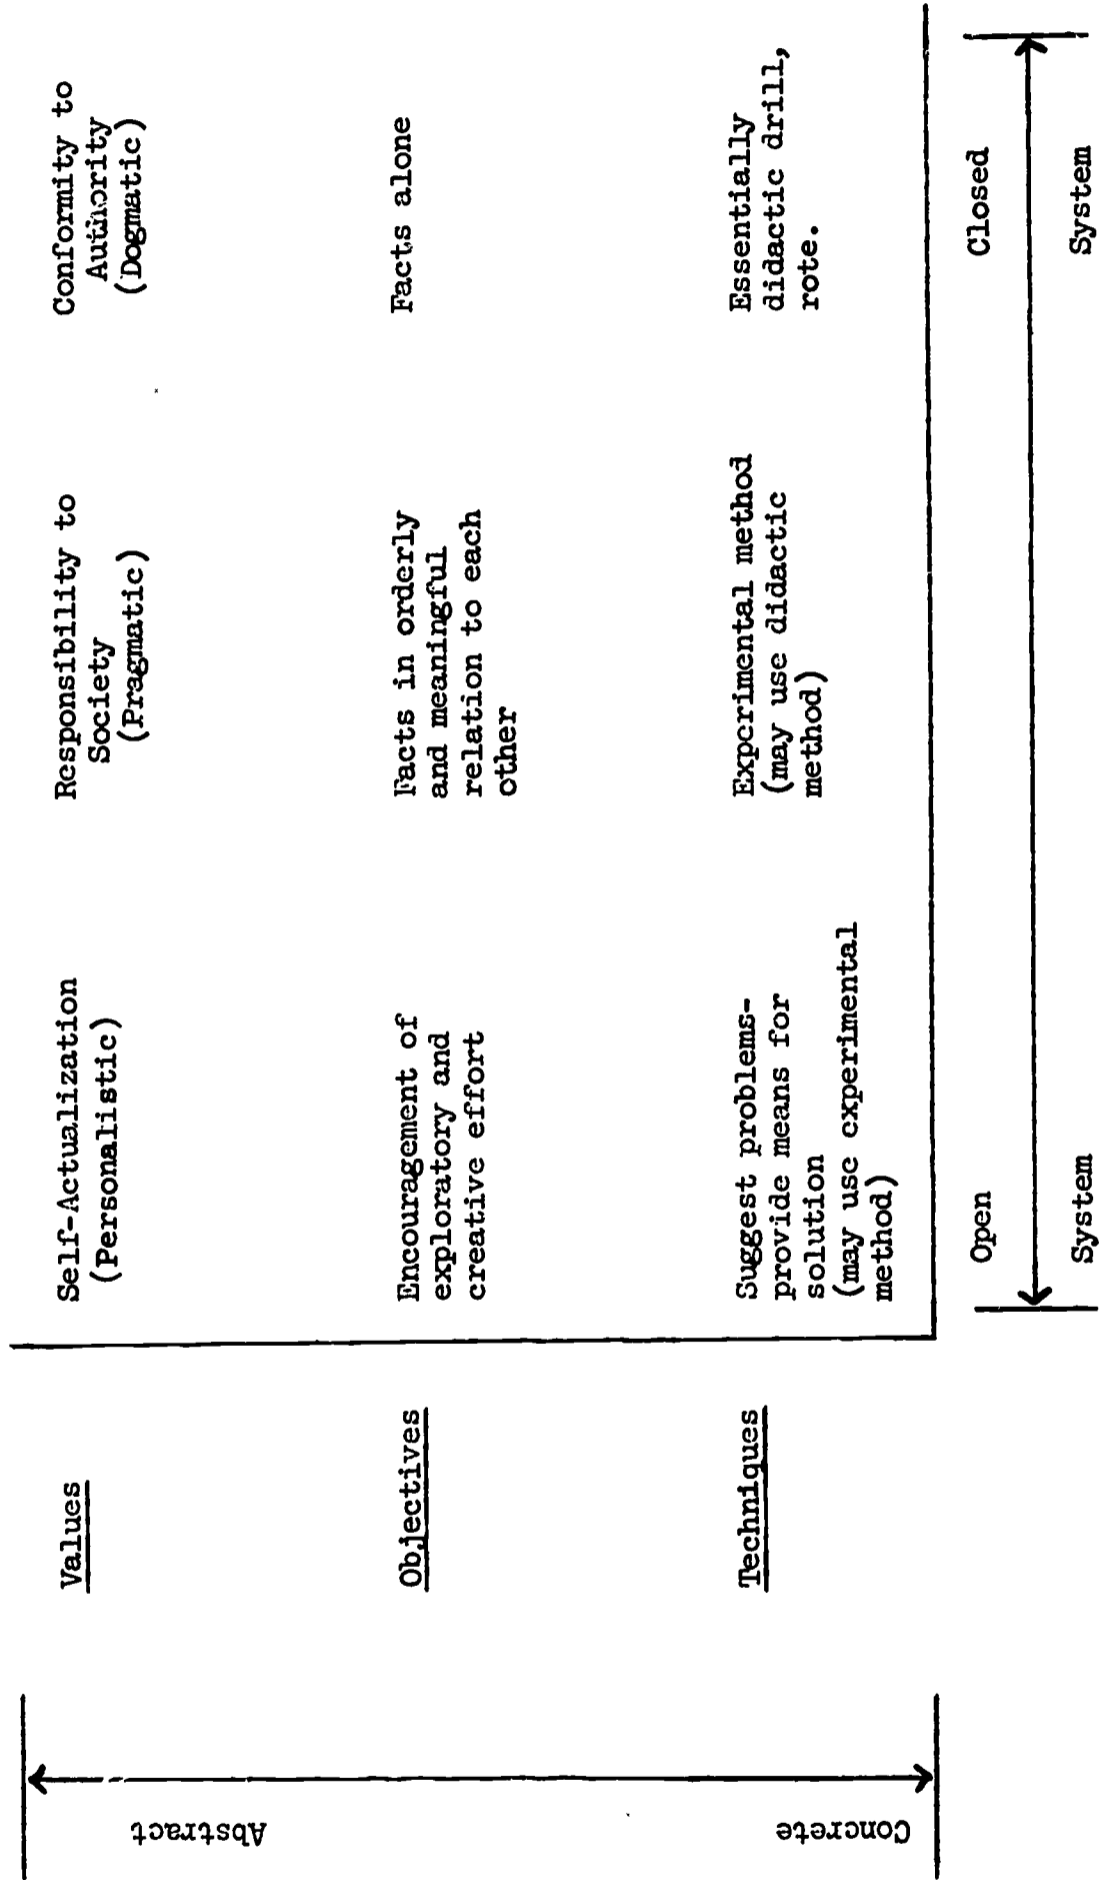 Abstract
Concrete
Values
Self-Actualization
(Personalistic)
Responsibility to
Society
(Pragmatic)
Conformity to
Authority
(Dogmatic)
Objectives
Encouragement of
exploratory and
creative effort
Facts in orderly
and meaningful
relation to each
other
Facts alone
Techniques
Suggest problems-
provide means for
solution
(may use experimental
method)
Experimental method
(may use didactic
method)
Essentially
didactic drill,
rote.
Open
System
Closed
System